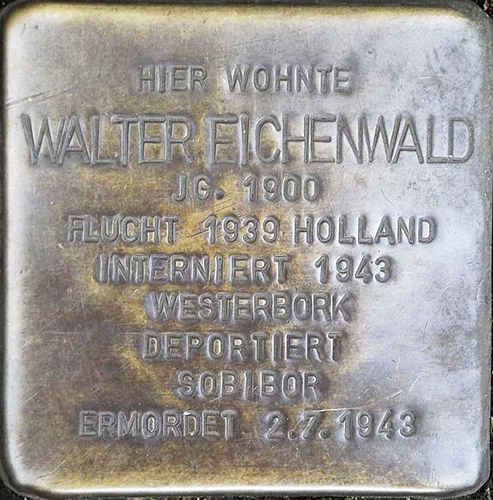 HIER WOHNTE
WALTER EICHENWALD
JG. 1900
FLUCHT 1939 HOLLAND
INTERNIERT 1943
WESTERBORK
DEPORTIERT
SOBIBOR
ERMORDET 2.7.1943